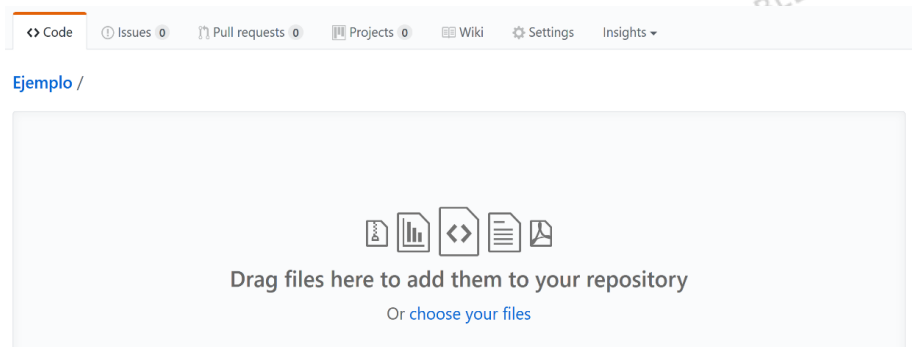 <> Code Issues 0 Pull requests 0 Projects 0 Wiki Settings Insights
Ejemplo /
Drag files here to add them to your repository
Or choose your files